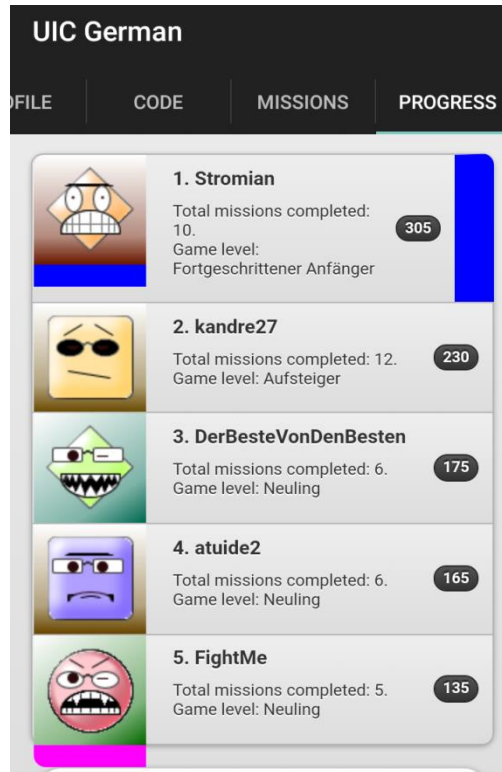 UIC German
OFILE CODE MISSIONS PROGRESS
1. Stromian
Total missions completed:
10.
305
Game level:
Fortgeschrittener Anfänger
2. kandre27
Total missions completed: 12.
230
Game level: Aufsteiger
3. DerBesteVonDenBesten
Total missions completed: 6.
175
Game level: Neuling
4. atuide2
Total missions completed: 6.
165
Game level: Neuling
5. FightMe
Total missions completed: 5.
135
Game level: Neuling